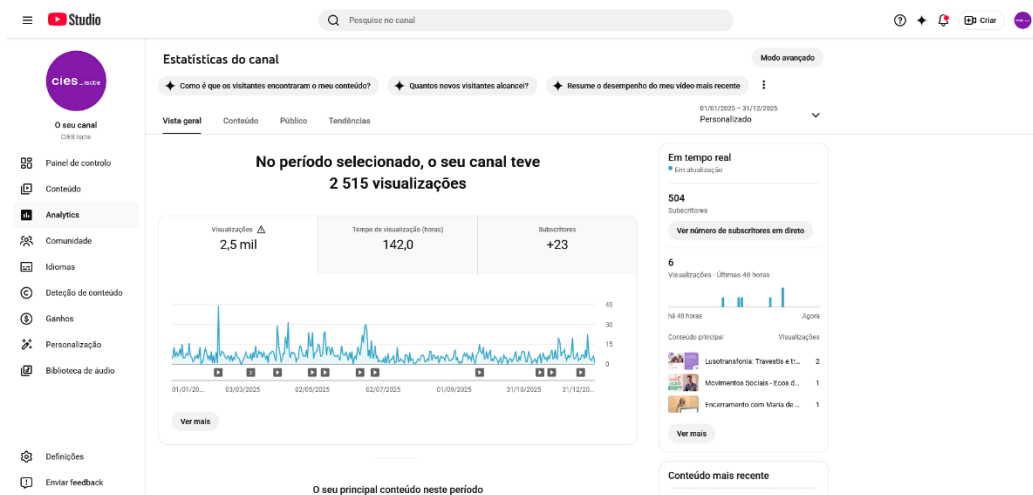 Studio
Pesquise no canal
Criar
cies_iscte
O seu canal
CIES Iscte
Painel de controlo
Conteúdo
Analytics
Comunidade
Idiomas
Deteção de conteúdo
Ganhos
Personalização
Biblioteca de áudio
Definições
Enviar feedback
Estatísticas do canal
Modo avançado
Como é que os visitantes encontraram o meu conteúdo?
Quantos novos visitantes alcancei?
Resume o desempenho do meu vídeo mais recente
Vista geral
Conteúdo
Público
Tendências
01/01/2025 – 31/12/2025
Personalizado
No período selecionado, o seu canal teve
2 515 visualizações
Visualizações
2,5 mil
Tempo de visualização (horas)
142,0
Subscritores
+23
45
30
15
0
2
01/01/20...
03/03/2025
02/05/2025
02/07/2025
01/09/2025
31/10/2025
31/12/20...
Ver mais
O seu principal conteúdo neste período
Em tempo real
Em atualização
504
Subscritores
Ver número de subscritores em direto
6
Visualizações · Últimas 48 horas
há 48 horas
Agora
Conteúdo principal
Visualizações
Lusotransfonia: Travestis e tr...
2
Movimentos Sociais - Ecos d...
1
Encerramento com Maria de ...
1
Ver mais
Conteúdo mais recente